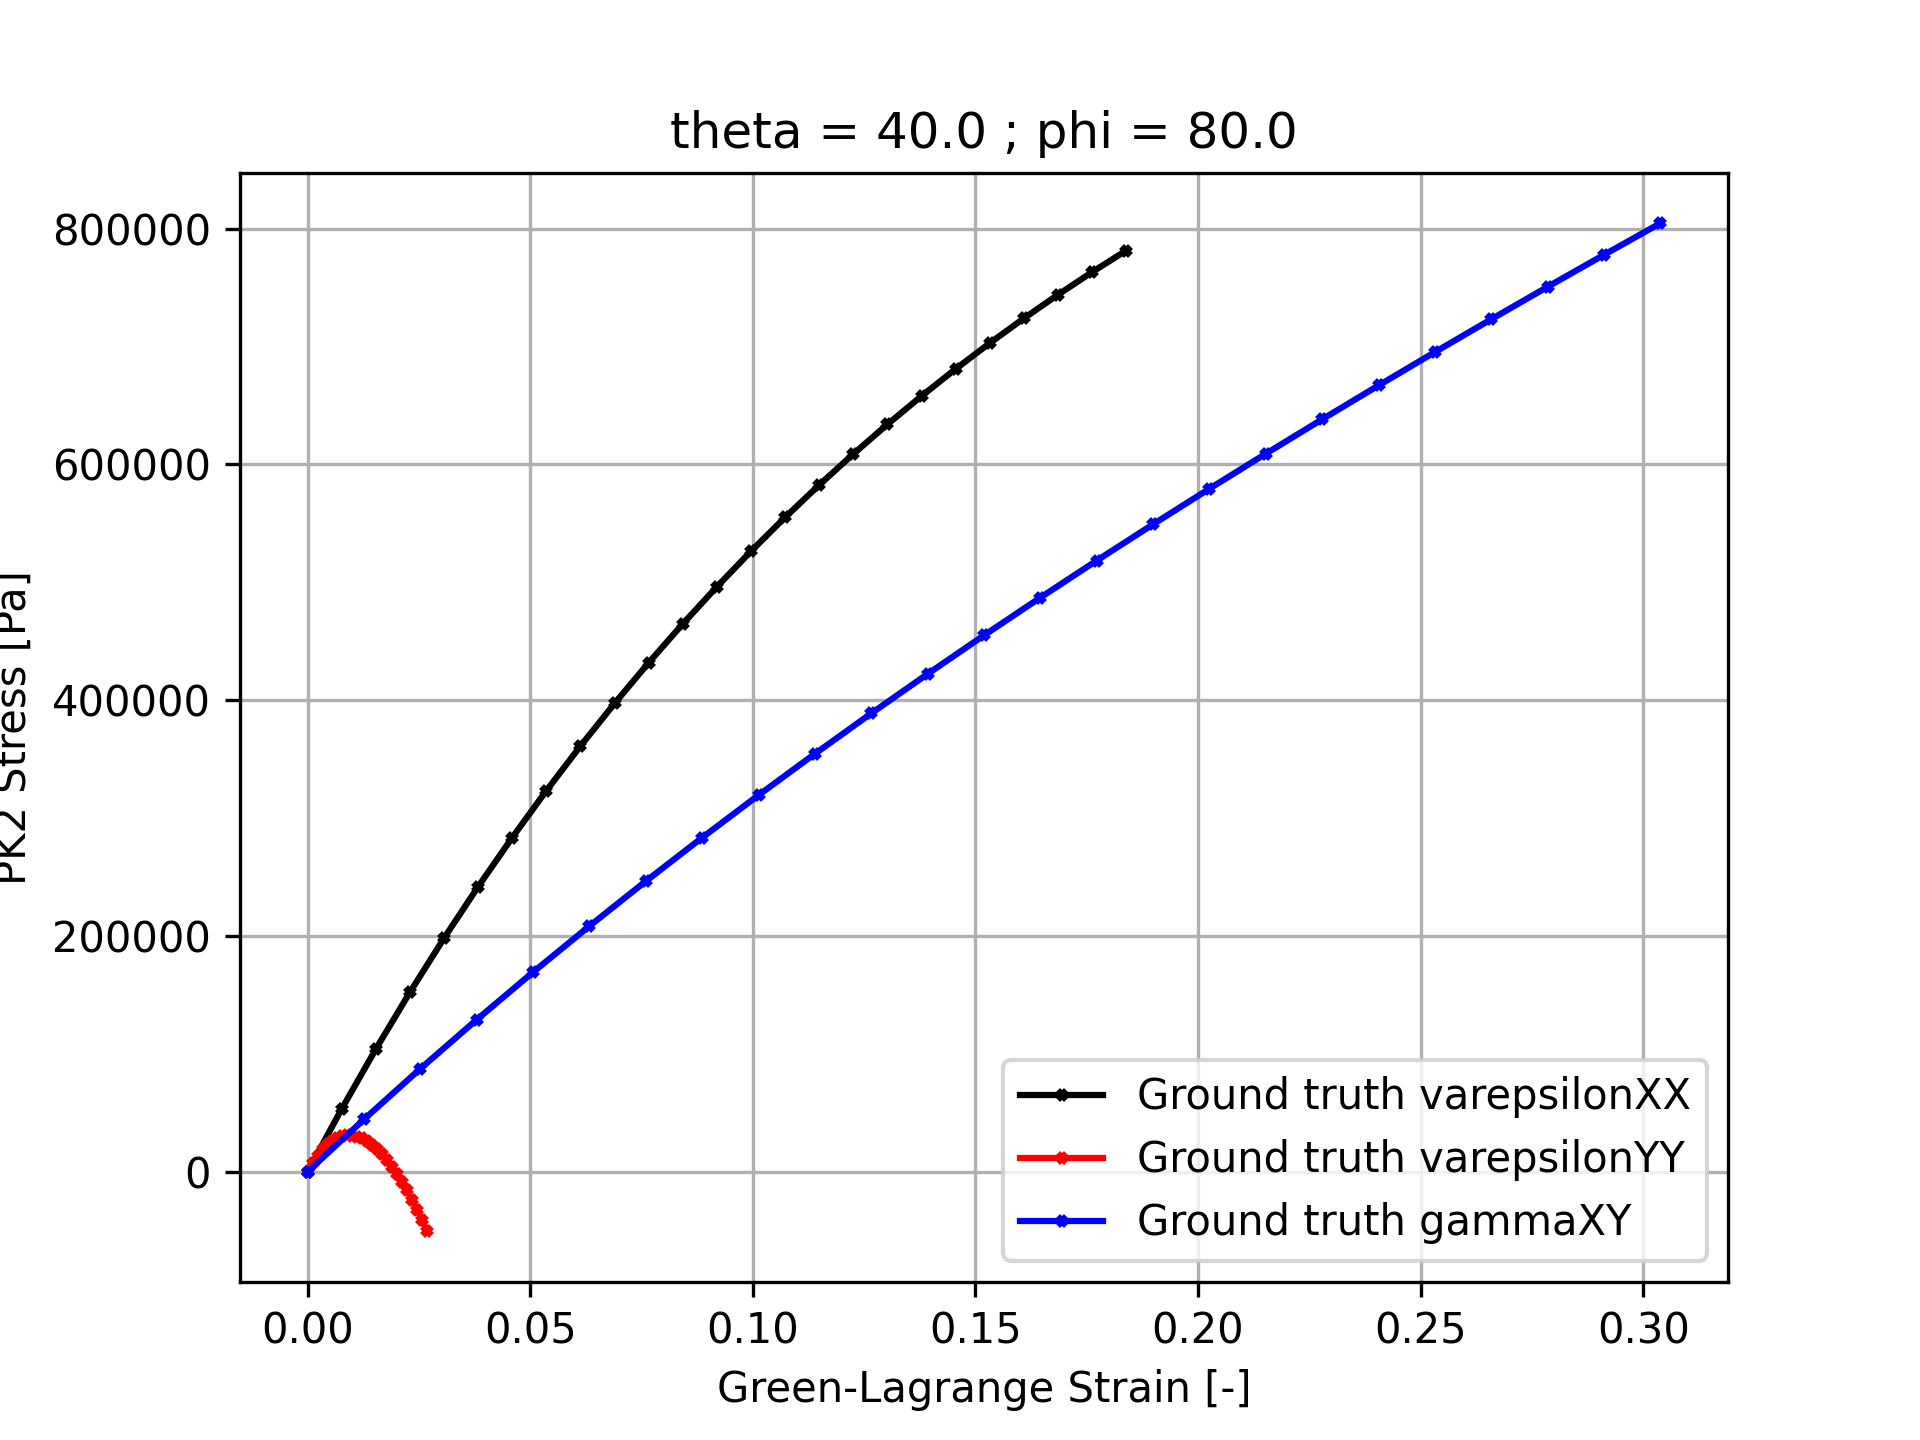 theta = 40.0 ; phi = 80.0
800000
600000
400000
200000
0
PK2 Stress [Pa]
0.00 0.05 0.10 0.15 0.20 0.25 0.30
Green-Lagrange Strain [-]
Ground truth varepsilonXX
Ground truth varepsilonYY
Ground truth gammaXY